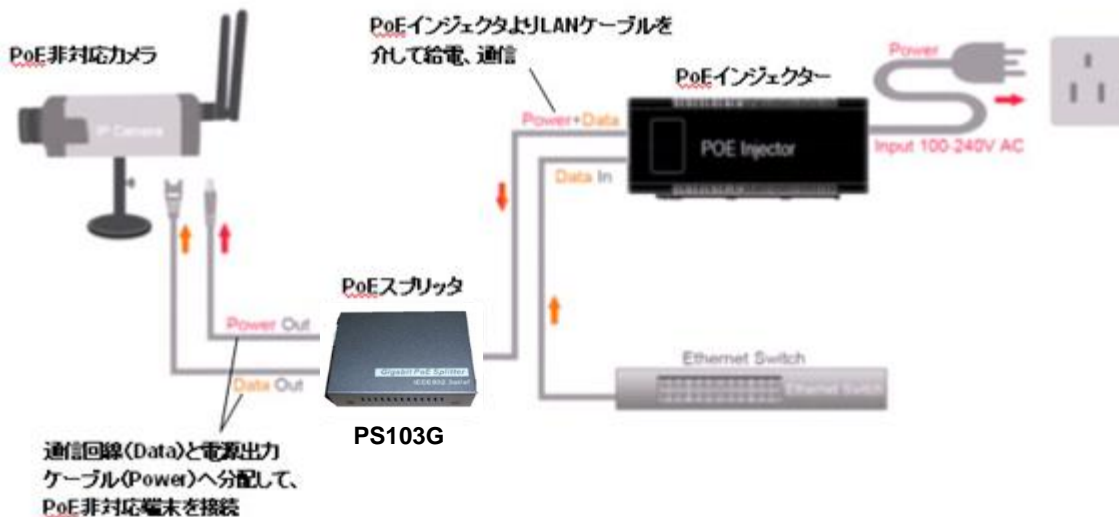 PoE非対応カメラ
IP Camera
PoEインジェクタよりLANケーブルを
介して給電、通信
PoEインジェクター
Power
Power+Data
POE Injector
Data In
Input 100-240V AC
PoEスプリッタ
Power Out
Data Out
Gigabit PoE Splitter
PS103G
Ethernet Switch
Ethernet Switch
通信回線(Data)と電源出力
ケーブル(Power)へ分配して、
PoE非対応端末を接続